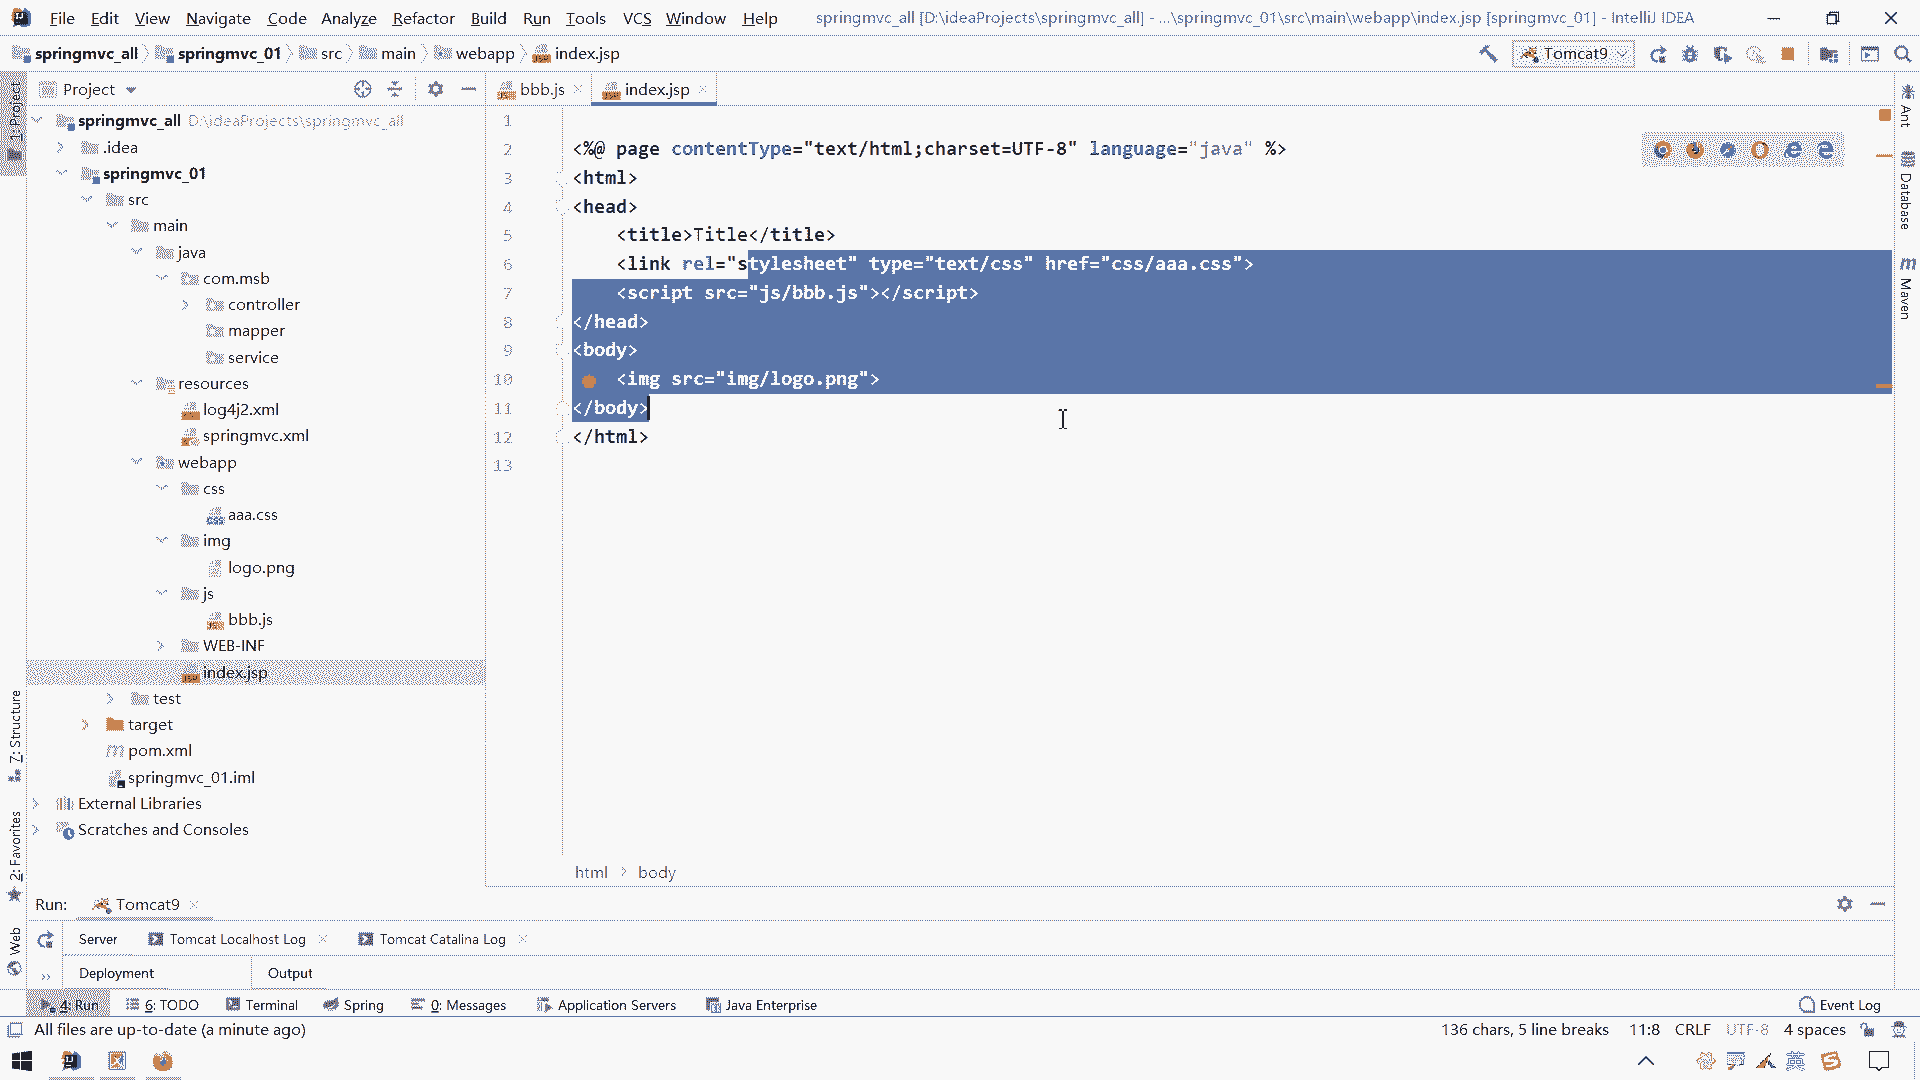 File Edit View Navigate Code Analyze Refactor Build Run Tools VCS Window Help springmvc_all [D:\ideaProjects\springmvc_all] - ...\springmvc_01\src\main\webapp\index.jsp [springmvc_01] - IntelliJ IDEA
springmvc_all springmvc_01 src main webapp index.jsp Tomcat9
Project bbb.js index.jsp
1: Project
springmvc_all D:\ideaProjects\springmvc_all
.idea
springmvc_01
src
main
java
com.msb
controller
mapper
service
resources
log4j2.xml
springmvc.xml
webapp
css
aaa.css
img
logo.png
js
bbb.js
WEB-INF
index.jsp
test
target
pom.xml
springmvc_01.iml
External Libraries
Scratches and Consoles
7: Structure
2: Favorites
Web
1
2 <%@ page contentType="text/html;charset=UTF-8" language="java" %>
3 <html>
4 <head>
5 <title>Title</title>
6 <link rel="stylesheet" type="text/css" href="css/aaa.css">
7 <script src="js/bbb.js"></script>
8 </head>
9 <body>
10 <img src="img/logo.png">
11 </body>
12 </html>
13
html body
Ant
Database
Maven
Run: Tomcat9
Server Tomcat Localhost Log Tomcat Catalina Log
Deployment Output
4: Run 6: TODO Terminal Spring 0: Messages Application Servers Java Enterprise Event Log
All files are up-to-date (a minute ago) 136 chars, 5 line breaks 11:8 CRLF UTF-8 4 spaces
英